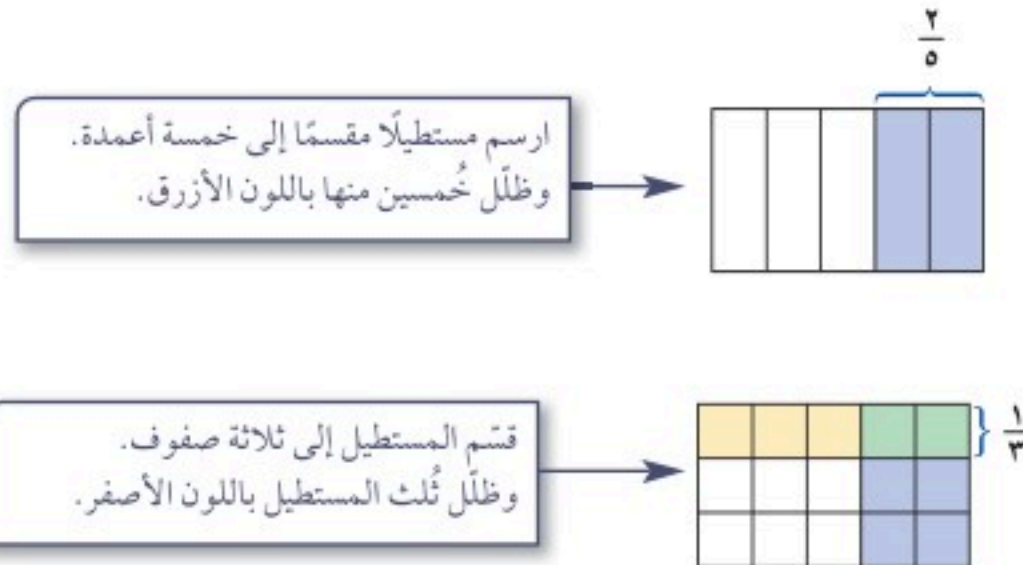 ٢
٥
ارسم مستطيلًا مقسمًا إلى خمسة أعمدة.
وظلّل خُمسين منها باللون الأزرق.
قسّم المستطيل إلى ثلاثة صفوف.
وظلّل ثُلث المستطيل باللون الأصفر.
١
٣